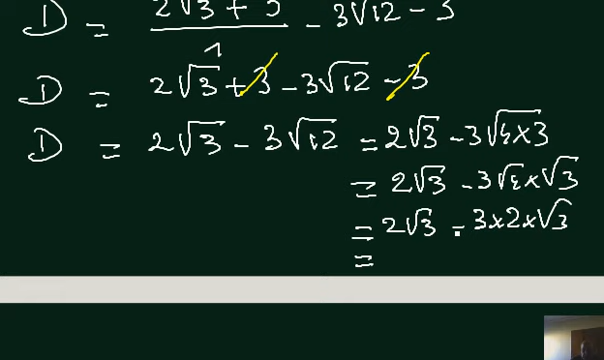 D = 2√3 + 3 / 1 - 3√12 - 3
D = 2√3 + 3 - 3√12 - 3
D = 2√3 - 3√12 = 2√3 - 3√4×3
= 2√3 - 3√4×√3
= 2√3 - 3×2×√3
=